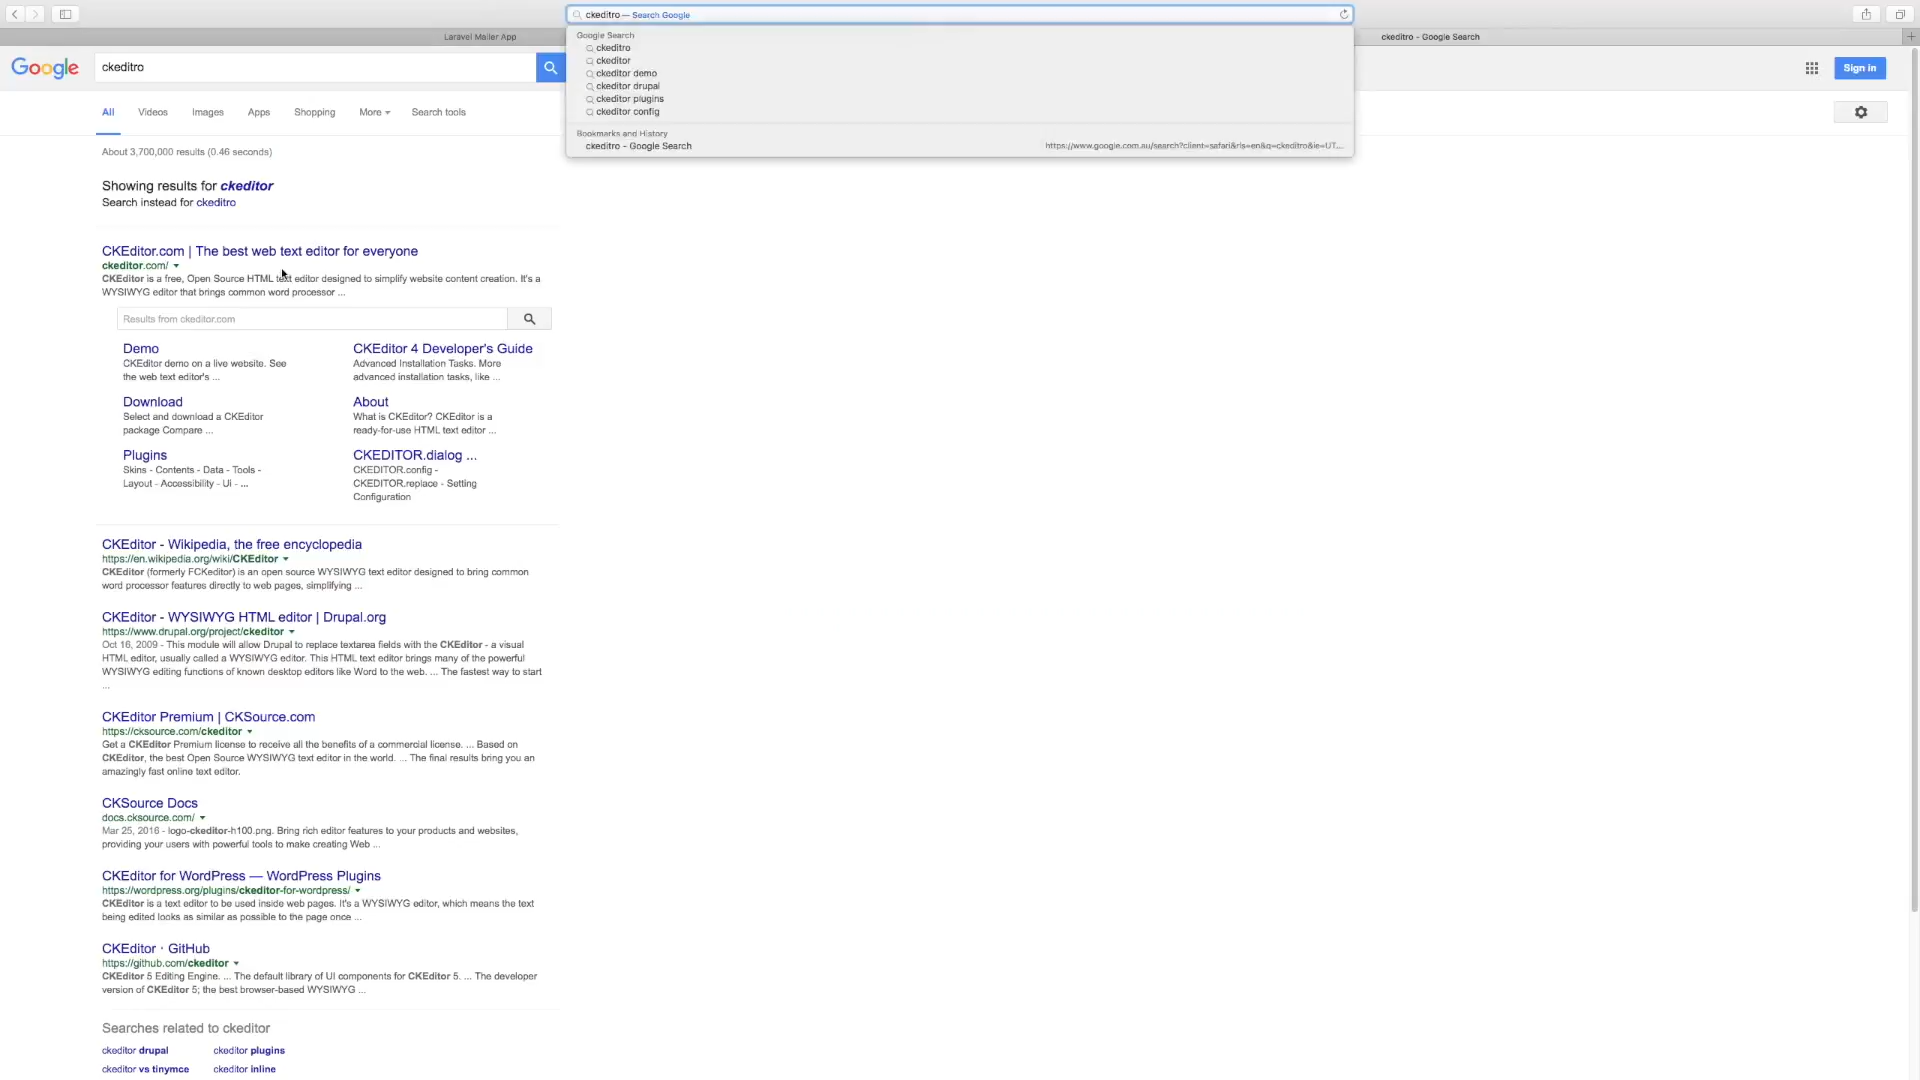 ckeditro — Search Google
Laravel Mailer App
ckeditro - Google Search
Google Search
ckeditro
ckeditor
ckeditor demo
ckeditor drupal
ckeditor plugins
ckeditor config
Bookmarks and History
ckeditro - Google Search
https://www.google.com.au/search?client=safari&rls=en&q=ckeditro&ie=UT...
Google
ckeditro
Sign in
All
Videos
Images
Apps
Shopping
More
Search tools
About 3,700,000 results (0.46 seconds)
Showing results for ckeditor
Search instead for ckeditro
CKEditor.com | The best web text editor for everyone
ckeditor.com/
CKEditor is a free, Open Source HTML text editor designed to simplify website content creation. It's a
WYSIWYG editor that brings common word processor ...
Results from ckeditor.com
Demo
CKEditor demo on a live website. See
the web text editor's ...
CKEditor 4 Developer's Guide
Advanced Installation Tasks. More
advanced installation tasks, like ...
Download
Select and download a CKEditor
package Compare ...
About
What is CKEditor? CKEditor is a
ready-for-use HTML text editor ...
Plugins
Skins - Contents - Data - Tools -
Layout - Accessibility - Ui - ...
CKEDITOR.dialog ...
CKEDITOR.config -
CKEDITOR.replace - Setting
Configuration
CKEditor - Wikipedia, the free encyclopedia
https://en.wikipedia.org/wiki/CKEditor
CKEditor (formerly FCKeditor) is an open source WYSIWYG text editor designed to bring common
word processor features directly to web pages, simplifying ...
CKEditor - WYSIWYG HTML editor | Drupal.org
https://www.drupal.org/project/ckeditor
Oct 16, 2009 - This module will allow Drupal to replace textarea fields with the CKEditor - a visual
HTML editor, usually called a WYSIWYG editor. This HTML text editor brings many of the powerful
WYSIWYG editing functions of known desktop editors like Word to the web. ... The fastest way to start
...
CKEditor Premium | CKSource.com
https://cksource.com/ckeditor
Get a CKEditor Premium license to receive all the benefits of a commercial license. ... Based on
CKEditor, the best Open Source WYSIWYG text editor in the world. ... The final results bring you an
amazingly fast online text editor.
CKSource Docs
docs.cksource.com/
Mar 25, 2016 - logo-ckeditor-h100.png. Bring rich editor features to your products and websites,
providing your users with powerful tools to make creating Web ...
CKEditor for WordPress — WordPress Plugins
https://wordpress.org/plugins/ckeditor-for-wordpress/
CKEditor is a text editor to be used inside web pages. It's a WYSIWYG editor, which means the text
being edited looks as similar as possible to the page once ...
CKEditor · GitHub
https://github.com/ckeditor
CKEditor 5 Editing Engine. ... The default library of UI components for CKEditor 5. ... The developer
version of CKEditor 5; the best browser-based WYSIWYG ...
Searches related to ckeditor
ckeditor drupal
ckeditor plugins
ckeditor vs tinymce
ckeditor inline